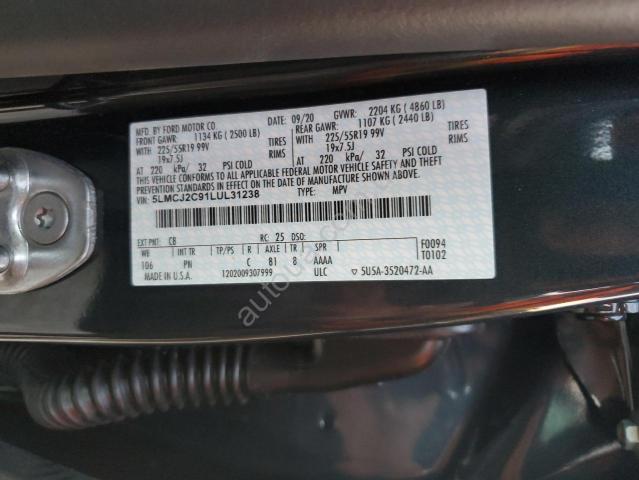 MFD. BY FORD MOTOR CO. 09/20 GVWR: 2204 KG ( 4860 LB)
FRONT GAWR: 1134 KG ( 2500 LB) REAR GAWR: 1107 KG ( 2440 LB)
WITH 225/55R19 99V TIRES WITH 225/55R19 99V TIRES
19x7.5J RIMS 19x7.5J RIMS
AT 220 kPa/ 32 PSI COLD AT 220 kPa/ 32 PSI COLD
THIS VEHICLE CONFORMS TO ALL APPLICABLE FEDERAL MOTOR VEHICLE SAFETY AND THEFT
PREVENTION STANDARDS IN EFFECT ON THE DATE OF MANUFACTURE SHOWN ABOVE.
VIN: 5LMCJ2C91LUL31238 TYPE: MPV
EXT PNT: CB RC: 25 DSO: F0094
WB INT TR TP/PS R AXLE TR SPR T0102
106 PN C 81 8 AAAA
MADE IN U.S.A. 1202009307999 ULC ▽ 5U5A-3520472-AA